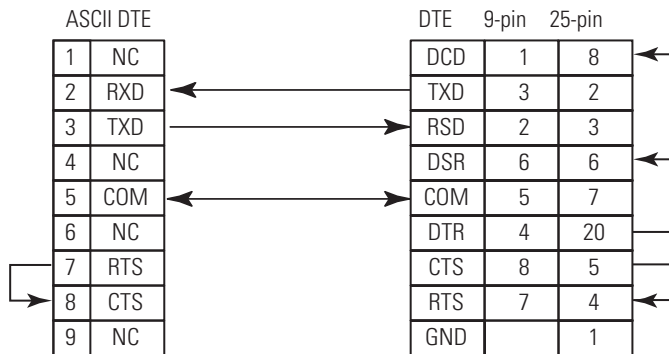 ASCII DTE DTE 9-pin 25-pin
1 NC DCD 1 8
2 RXD TXD 3 2
3 TXD RSD 2 3
4 NC DSR 6 6
5 COM COM 5 7
6 NC DTR 4 20
7 RTS CTS 8 5
8 CTS RTS 7 4
9 NC GND 1